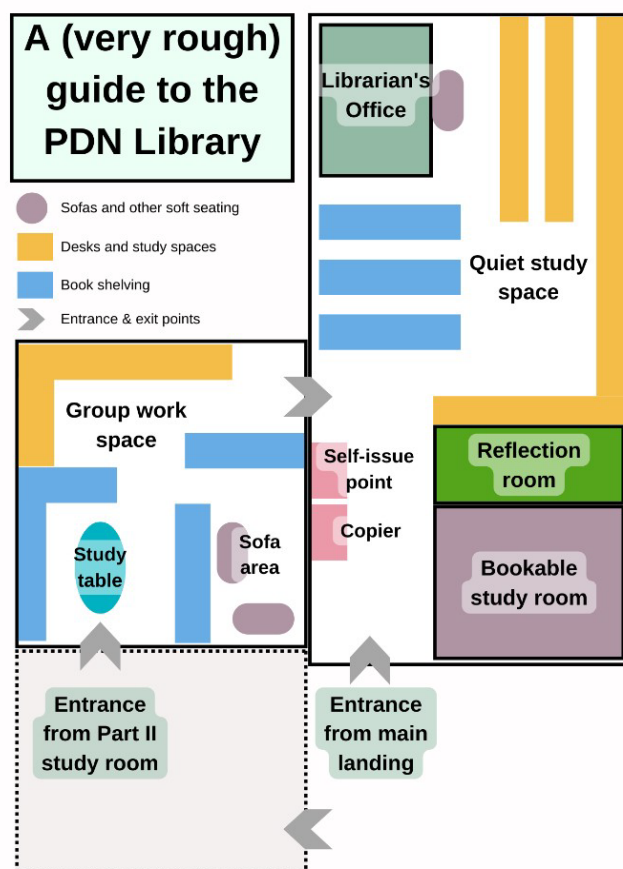 A (very rough)
guide to the
PDN Library
Sofas and other soft seating
Desks and study spaces
Book shelving
Entrance & exit points
Librarian's
Office
Quiet study
space
Group work
space
Self-issue
point
Copier
Reflection
room
Bookable
study room
Study
table
Sofa
area
Entrance
from Part II
study room
Entrance
from main
landing